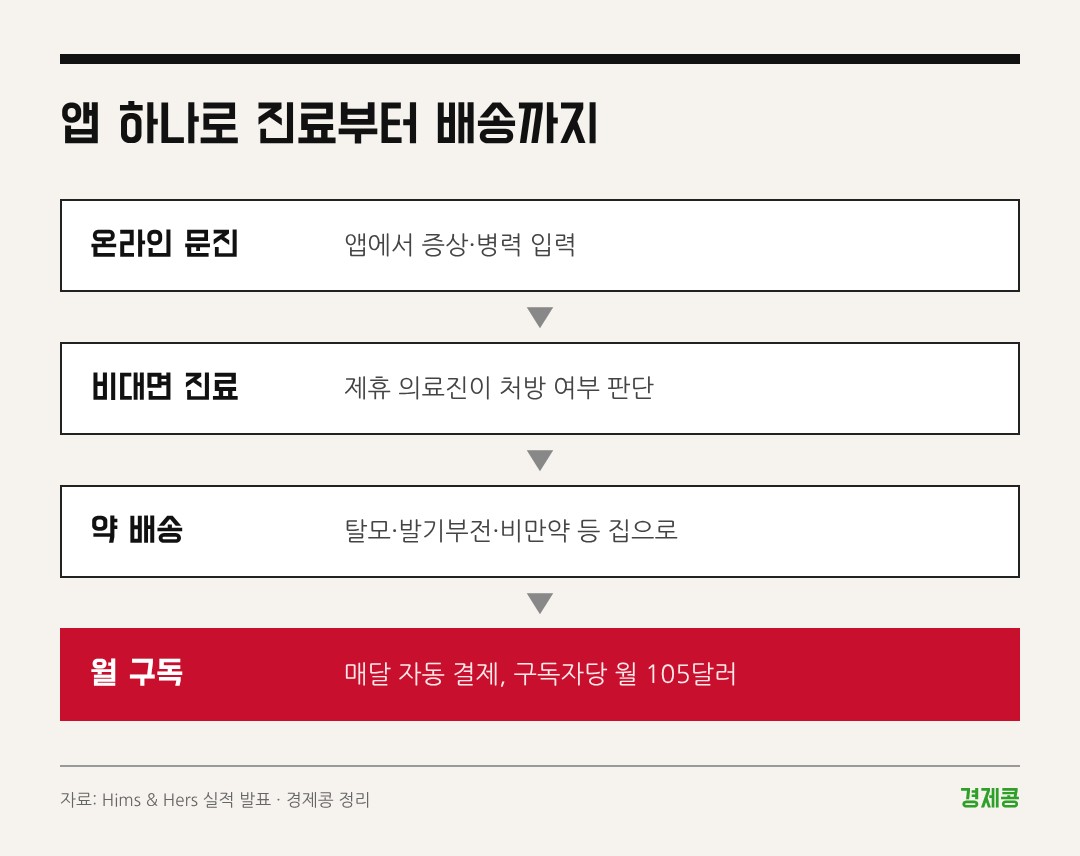 앱 하나로 진료부터 배송까지
온라인 문진
앱에서 증상·병력 입력
비대면 진료
제휴 의료진이 처방 여부 판단
약 배송
탈모·발기부전·비만약 등 집으로
월 구독
매달 자동 결제, 구독자당 월 105달러
자료: Hims & Hers 실적 발표 · 경제콩 정리
경제콩